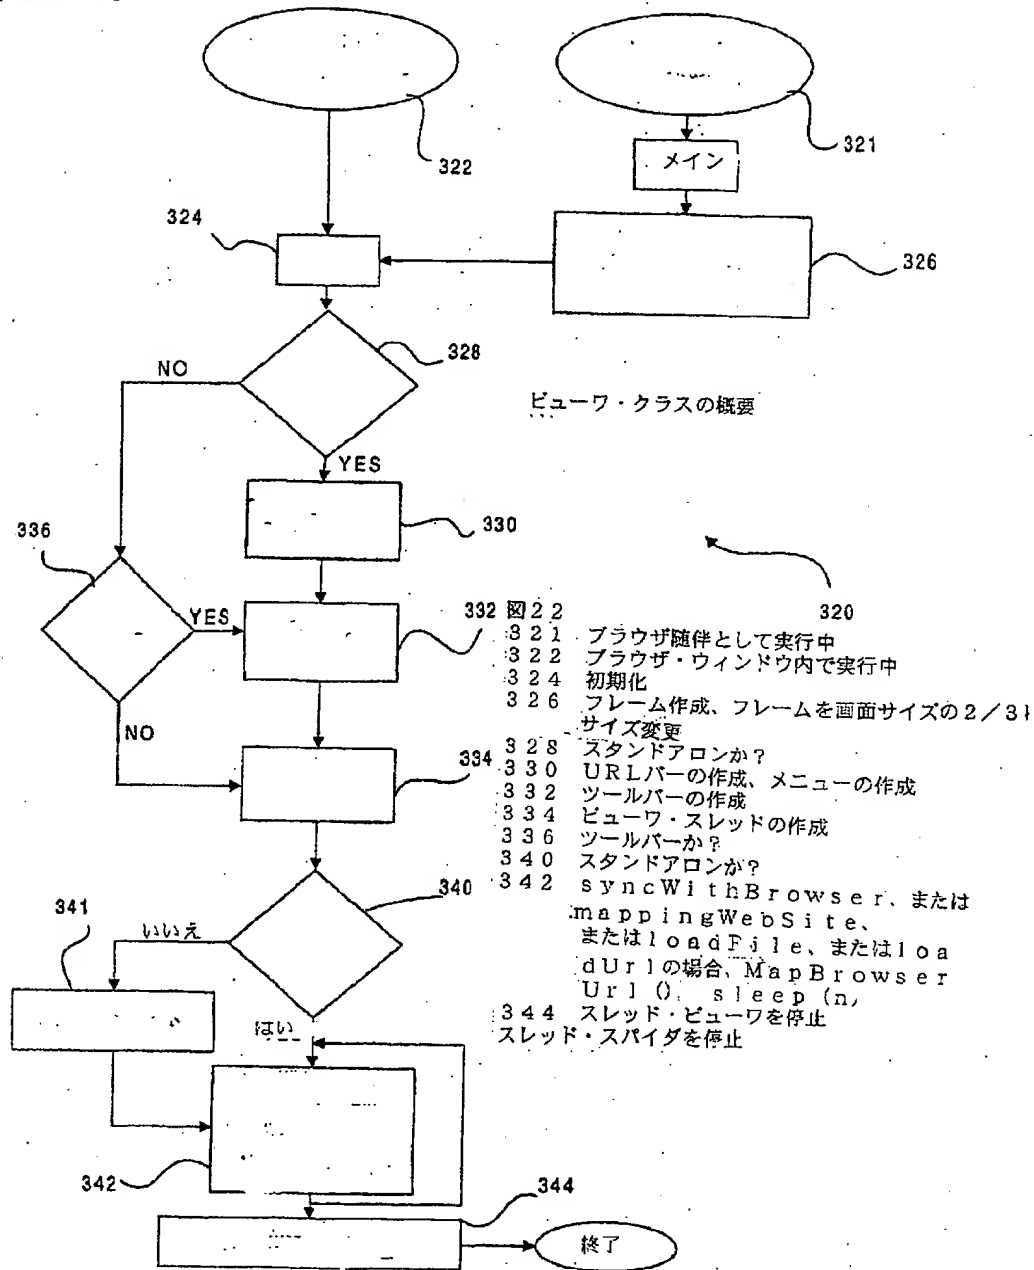 322
321
メイン
324
326
328
NO
ビューワ・クラスの概要
YES
330
336
YES
332
図22
320
321 ブラウザ随伴として実行中
322 ブラウザ・ウィンドウ内で実行中
324 初期化
326 フレーム作成、フレームを画面サイズの2/3に
サイズ変更
NO
334
328 スタンドアロンか?
330 URLバーの作成、メニューの作成
332 ツールバーの作成
334 ビューワ・スレッドの作成
336 ツールバーか?
340 スタンドアロンか?
340
342 syncWithBrowser、または
mappingWebSite、
またはloadFile、またはloa
dUrlの場合、MapBrowser
Url()、 sleep(n)
344 スレッド・ビューワを停止
スレッド・スパイダを停止
341
いいえ
はい
342
344
終了